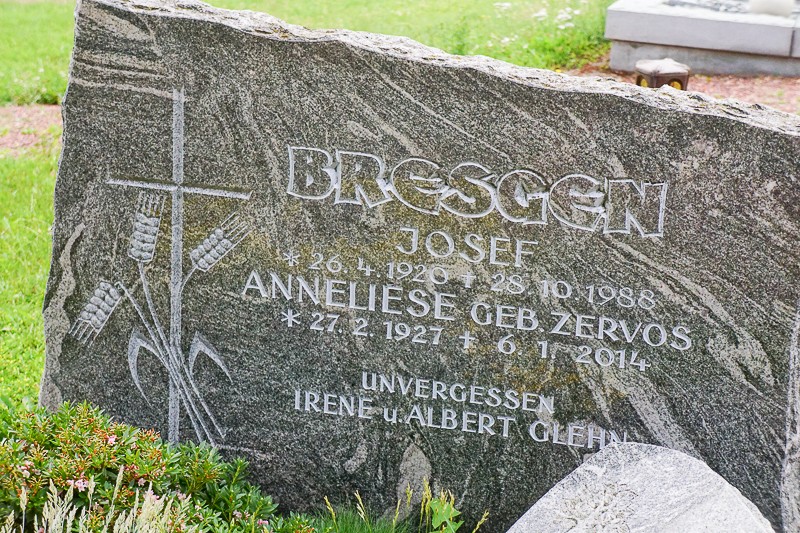 BRESGEN
JOSEF
* 26. 4. 1920 + 28. 10. 1988
ANNELIESE GEB. ZERVOS
* 27. 2. 1927 + 6. 1. 2014
UNVERGESSEN
IRENE u. ALBERT GLEHN